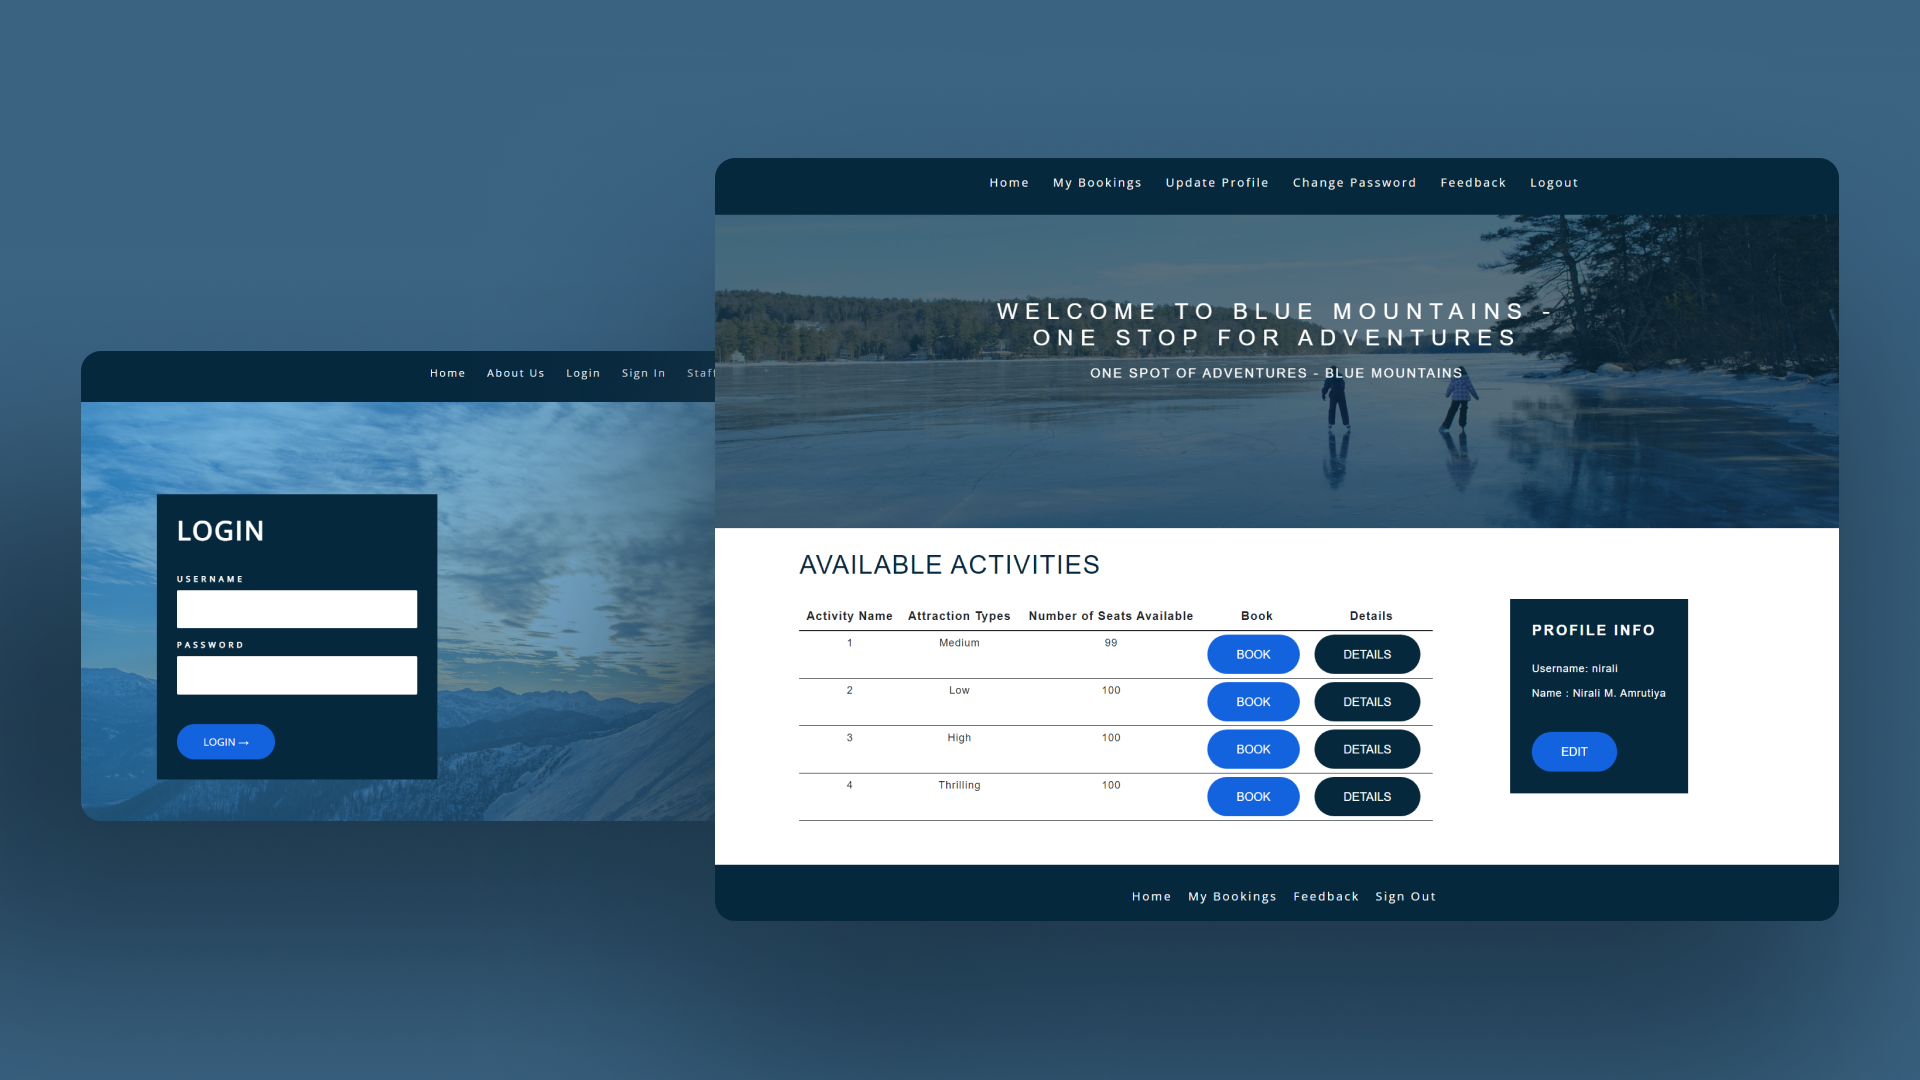 Home About Us Login Sign In Staff
LOGIN
USERNAME
PASSWORD
LOGIN →
Home My Bookings Update Profile Change Password Feedback Logout
WELCOME TO BLUE MOUNTAINS -
ONE STOP FOR ADVENTURES
ONE SPOT OF ADVENTURES - BLUE MOUNTAINS
AVAILABLE ACTIVITIES
Activity Name Attraction Types Number of Seats Available Book Details
1 Medium 99 BOOK DETAILS
2 Low 100 BOOK DETAILS
3 High 100 BOOK DETAILS
4 Thrilling 100 BOOK DETAILS
PROFILE INFO
Username: nirali
Name : Nirali M. Amrutiya
EDIT
Home My Bookings Feedback Sign Out